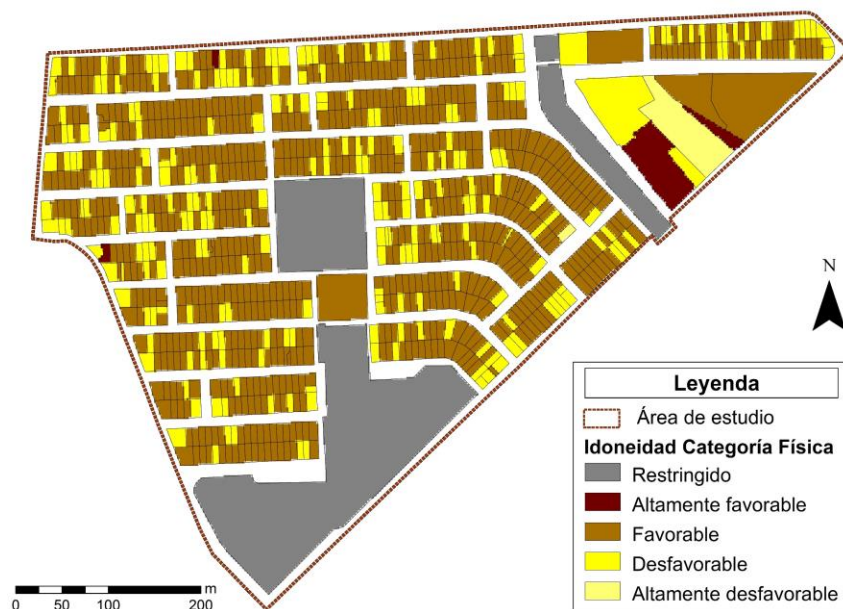 N
Leyenda
Área de estudio
Idoneidad Categoría Física
Restringido
Altamente favorable
Favorable
Desfavorable
Altamente desfavorable
m
0 50 100 200